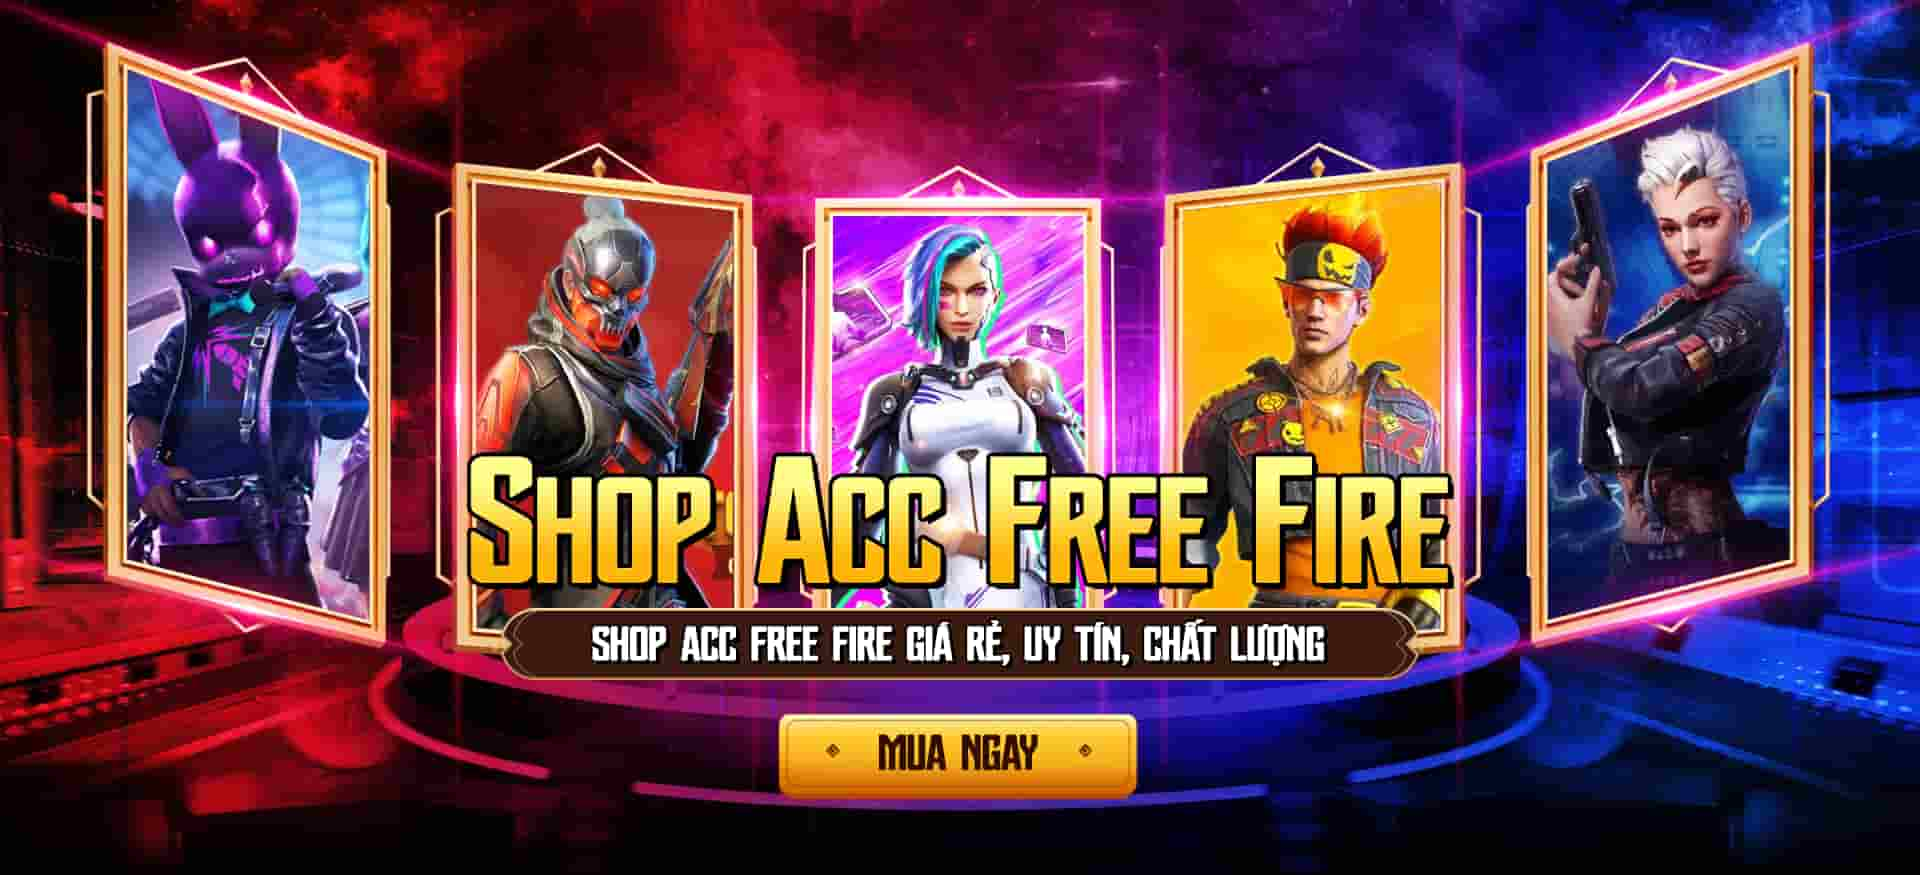 SHOP ACC FREE FIRE
SHOP ACC FREE FIRE GIÁ RẺ, UY TÍN, CHẤT LƯỢNG
MUA NGAY